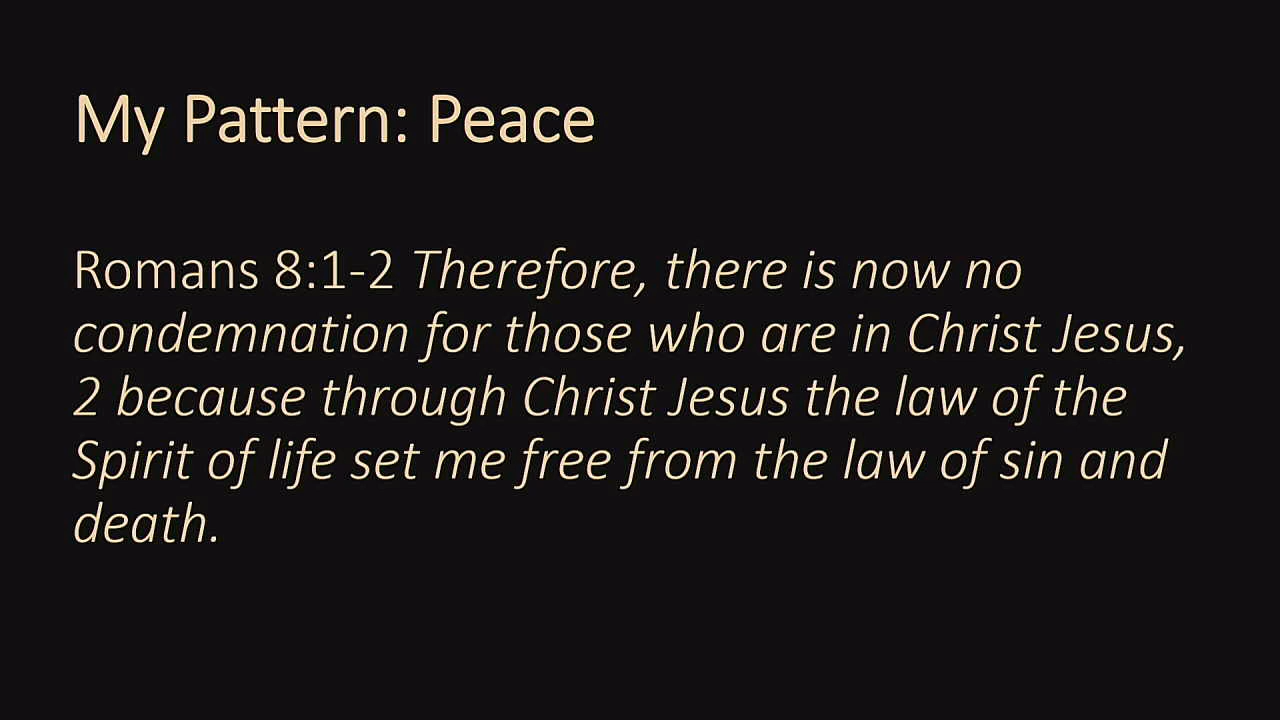 My Pattern: Peace
Romans 8:1-2 Therefore, there is now no
condemnation for those who are in Christ Jesus,
2 because through Christ Jesus the law of the
Spirit of life set me free from the law of sin and
death.